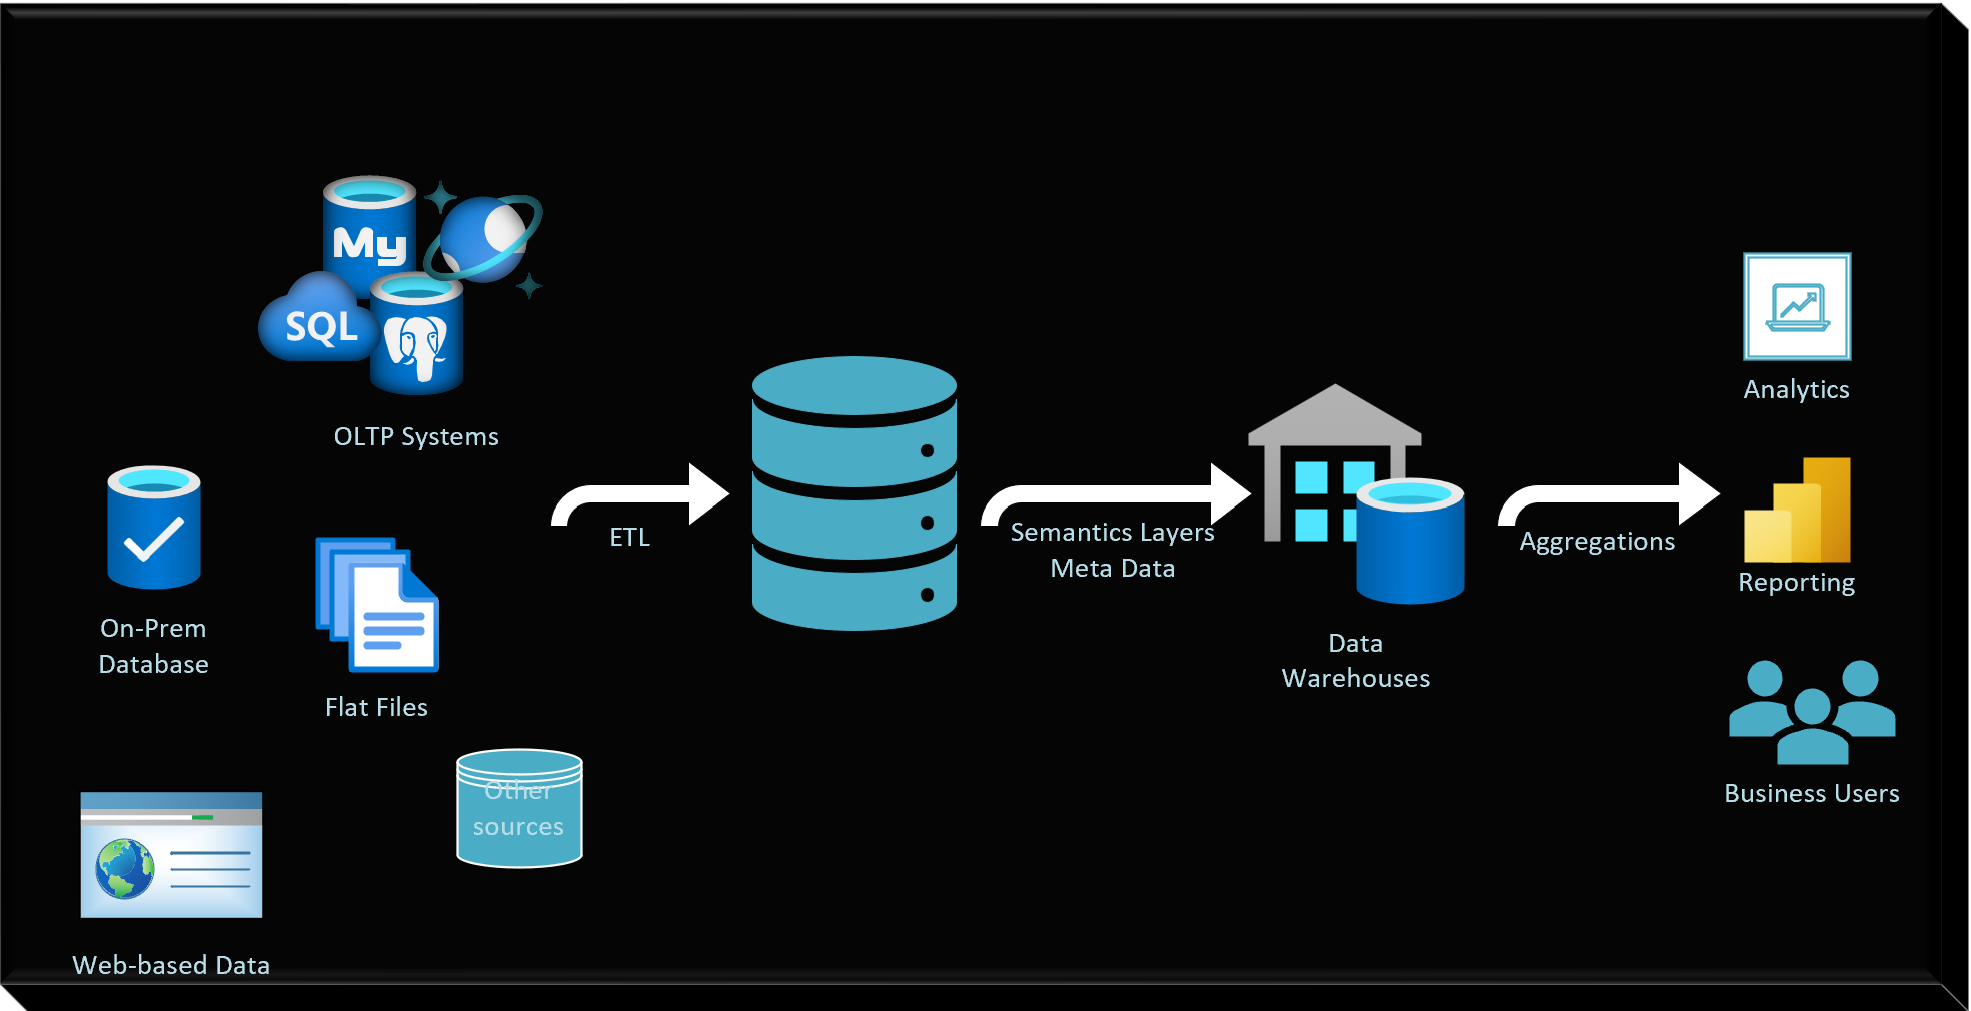 My
SQL
OLTP Systems
On-Prem
Database
Flat Files
Other
sources
Web-based Data
ETL
Semantics Layers
Meta Data
Data
Warehouses
Aggregations
Analytics
Reporting
Business Users